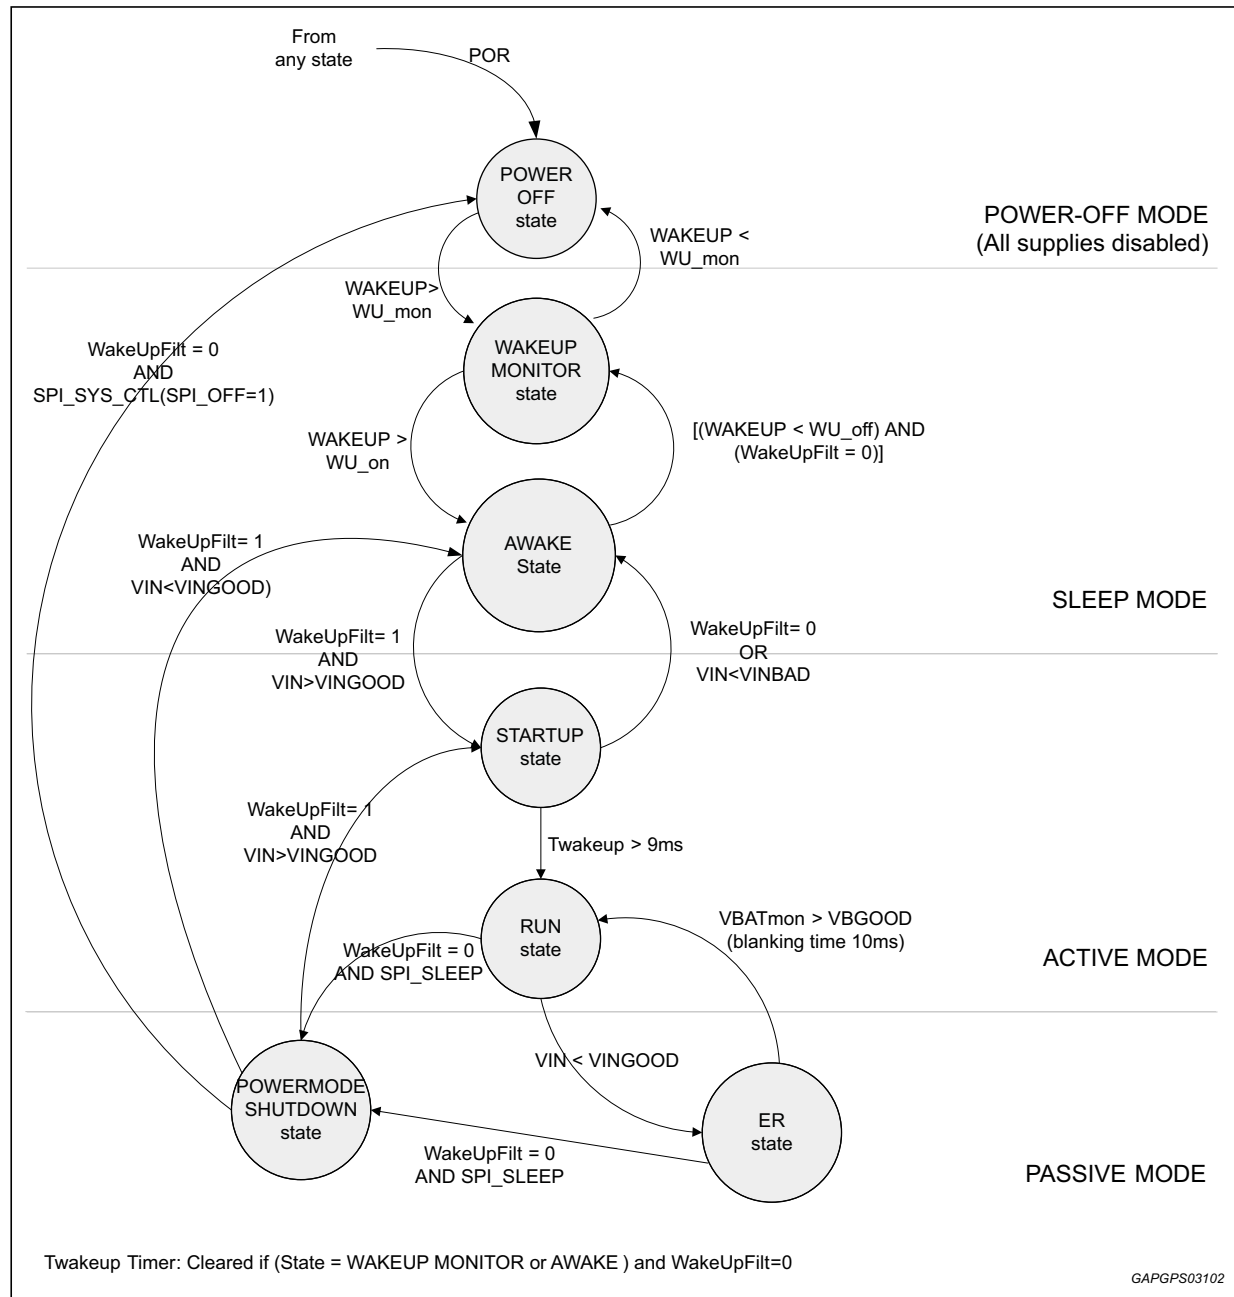 From
any state
POR
POWER
OFF
state
POWER-OFF MODE
(All supplies disabled)
WAKEUP <
WU_mon
WAKEUP>
WU_mon
WAKEUP
MONITOR
state
WakeUpFilt = 0
AND
SPI_SYS_CTL(SPI_OFF=1)
WAKEUP >
WU_on
[(WAKEUP < WU_off) AND
(WakeUpFilt = 0)]
AWAKE
State
WakeUpFilt= 1
AND
VIN<VINGOOD)
SLEEP MODE
WakeUpFilt= 1
AND
VIN>VINGOOD
WakeUpFilt= 0
OR
VIN<VINBAD
STARTUP
state
WakeUpFilt= 1
AND
VIN>VINGOOD
Twakeup > 9ms
RUN
state
VBATmon > VBGOOD
(blanking time 10ms)
WakeUpFilt = 0
AND SPI_SLEEP
ACTIVE MODE
VIN < VINGOOD
POWERMODE
SHUTDOWN
state
ER
state
WakeUpFilt = 0
AND SPI_SLEEP
PASSIVE MODE
Twakeup Timer: Cleared if (State = WAKEUP MONITOR or AWAKE ) and WakeUpFilt=0
GAPGPS03102